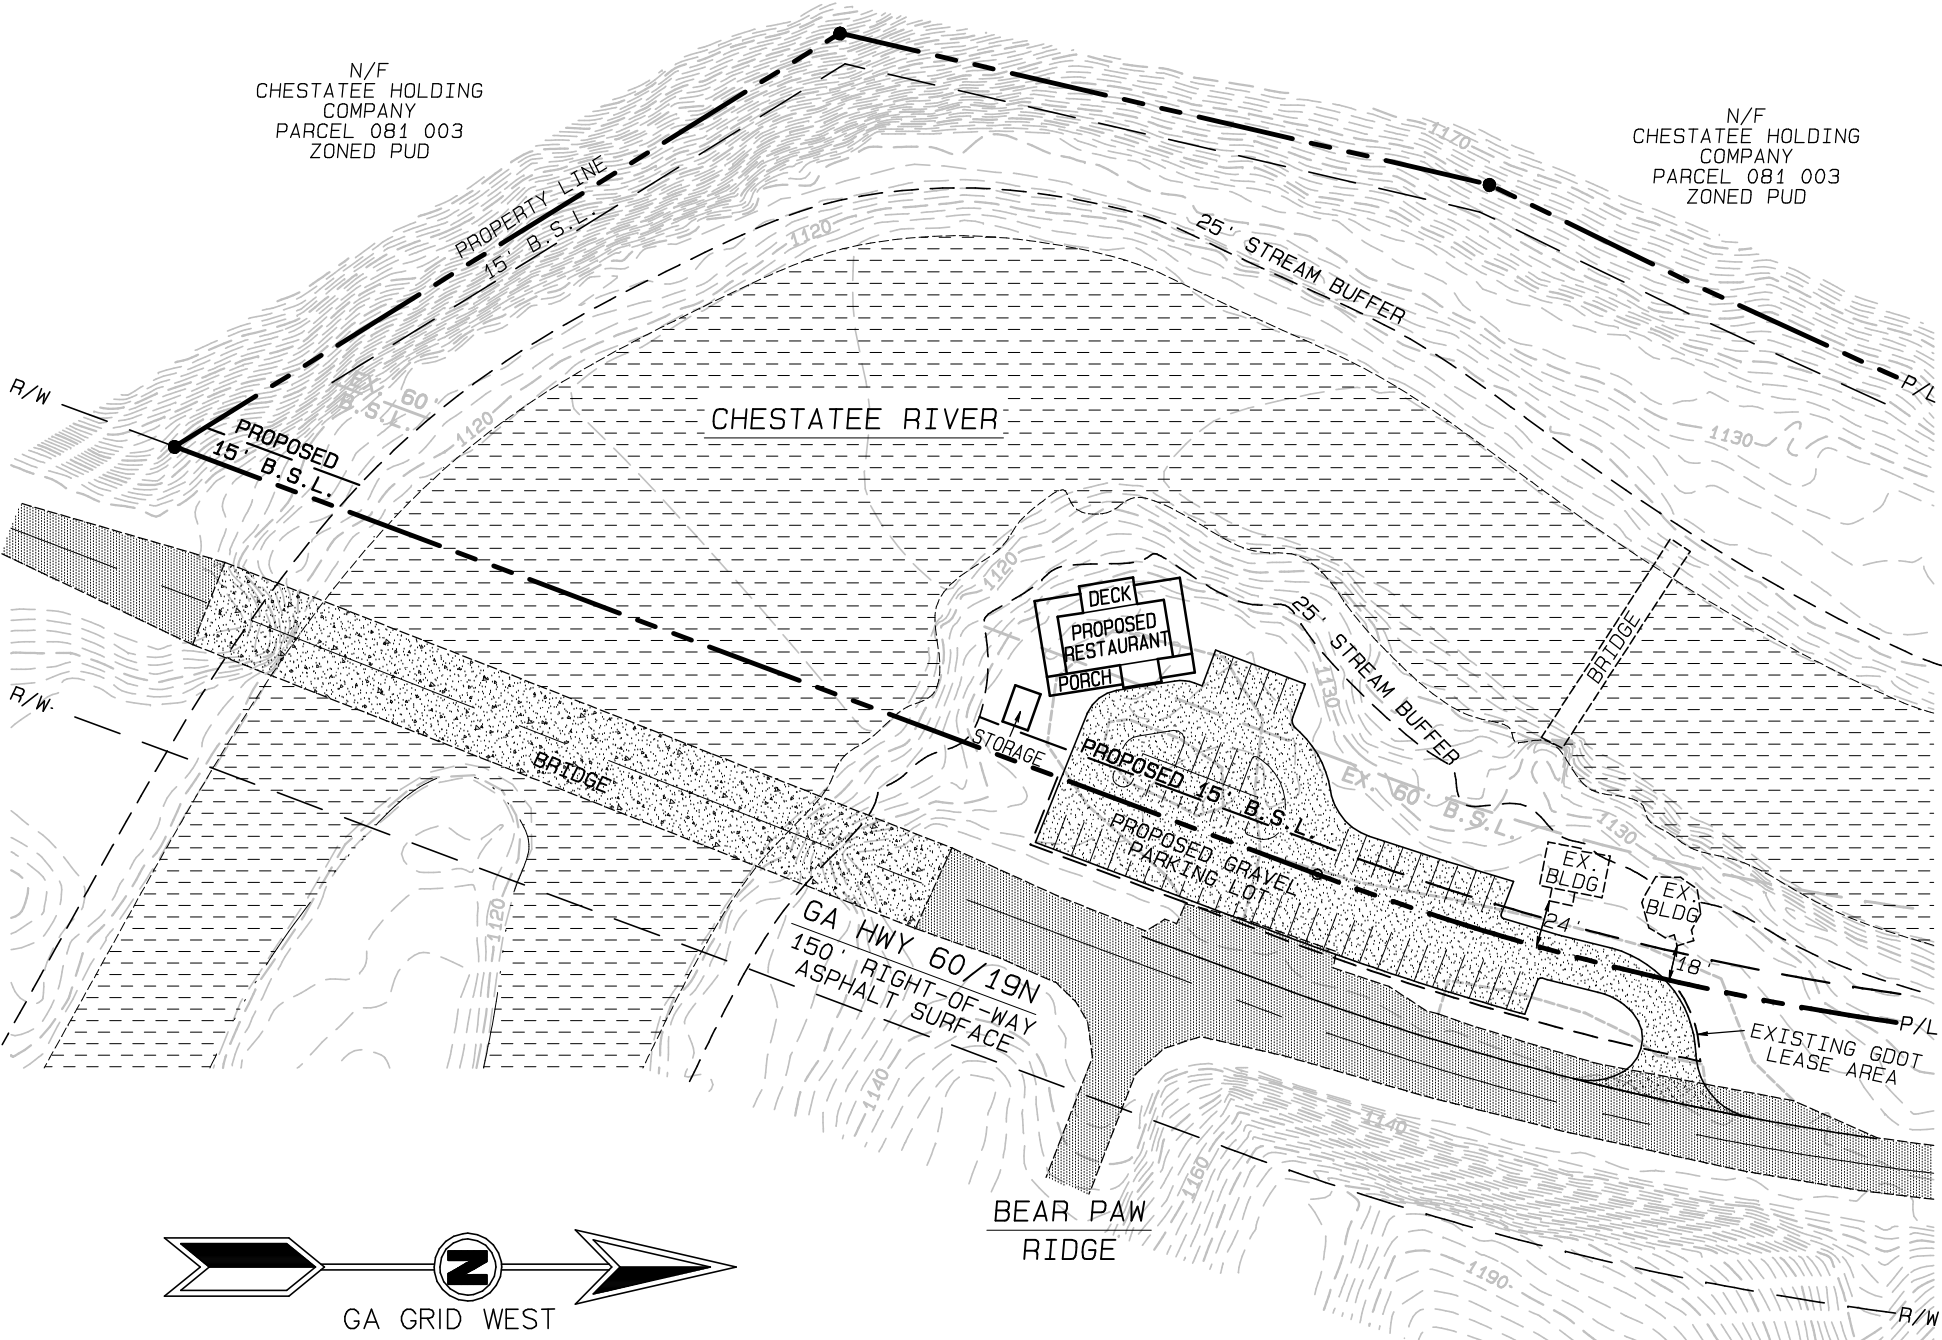 N/F
CHESTATEE HOLDING
COMPANY
PARCEL 081 003
ZONED PUD
N/F
CHESTATEE HOLDING
COMPANY
PARCEL 081 003
ZONED PUD
1170
PROPERTY LINE
15' B.S.L.
1120
25' STREAM BUFFER
R/W
EX. 60'
B.S.L.
P/L
PROPOSED
15' B.S.L.
1120
CHESTATEE RIVER
1130
1120
DECK
PROPOSED
RESTAURANT
PORCH
25' STREAM BUFFER
BRIDGE
1130
R/W
STORAGE
PROPOSED 15' B.S.L.
EX. 60' B.S.L.
1130
BRIDGE
PROPOSED GRAVEL
PARKING LOT
EX.
BLDG
EX.
BLDG
24'
18'
1120
GA HWY 60/19N
150' RIGHT-OF-WAY
ASPHALT SURFACE
P/L
EXISTING GDOT
LEASE AREA
1140
1140
1160
BEAR PAW
RIDGE
1190
N
GA GRID WEST
R/W